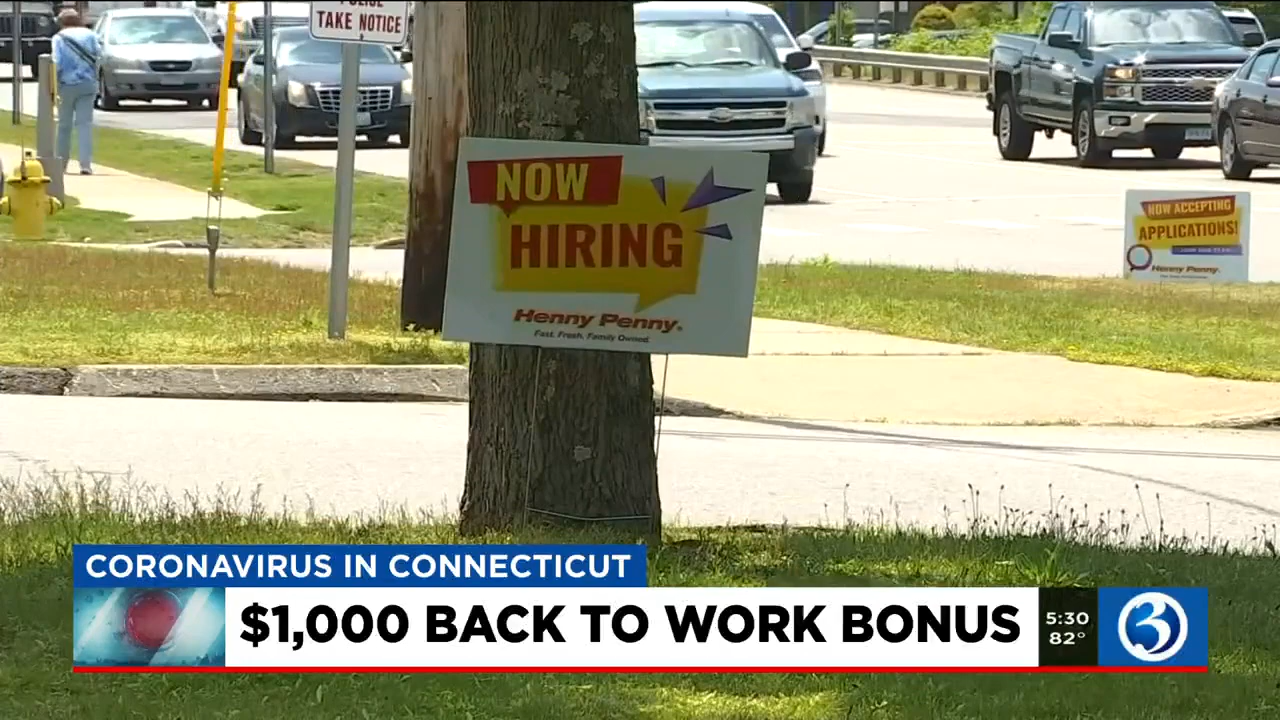 POLICE
TAKE NOTICE
NOW
HIRING
Henny Penny.
Fast. Fresh. Family Owned.
NOW ACCEPTING
APPLICATIONS!
Henny Penny.
CORONAVIRUS IN CONNECTICUT
$1,000 BACK TO WORK BONUS
5:30
82°
3